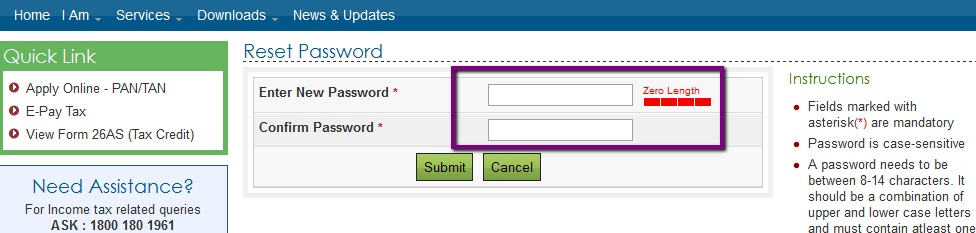 Home I Am Services Downloads News & Updates
Quick Link
Apply Online - PAN/TAN
E-Pay Tax
View Form 26AS (Tax Credit)
Need Assistance?
For Income tax related queries
ASK : 1800 180 1961
Reset Password
Enter New Password *
Zero Length
Confirm Password *
Submit Cancel
Instructions
Fields marked with
asterisk(*) are mandatory
Password is case-sensitive
A password needs to be
between 8-14 characters. It
should be a combination of
upper and lower case letters
and must contain atleast one